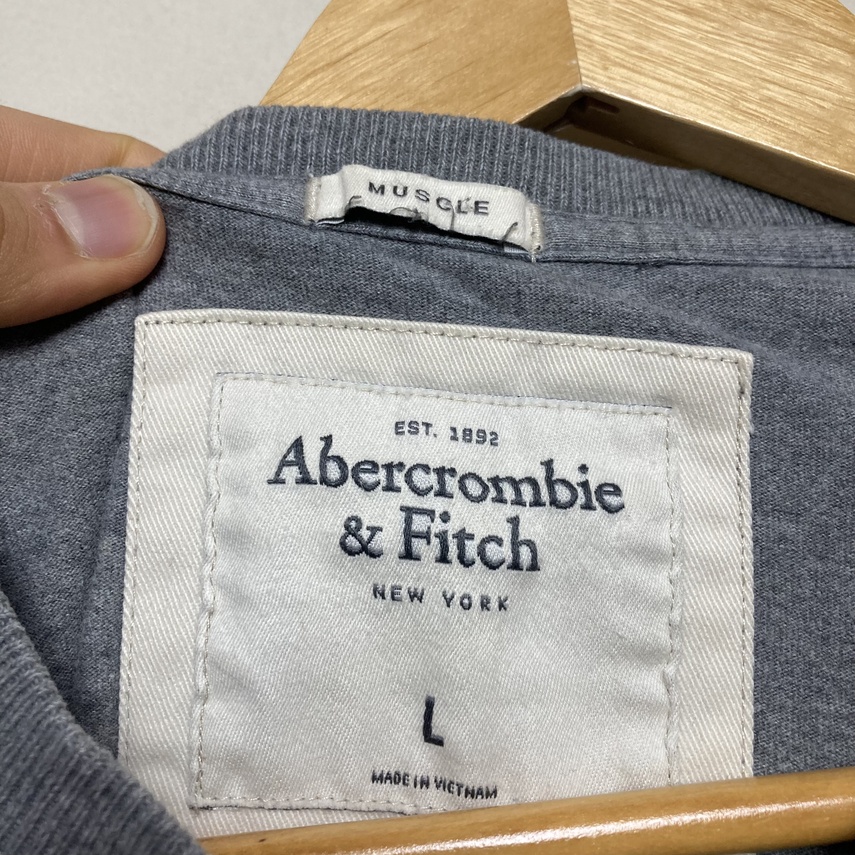 MUSCLE
EST. 1892
Abercrombie
& Fitch
NEW YORK
L
MADE IN VIETNAM